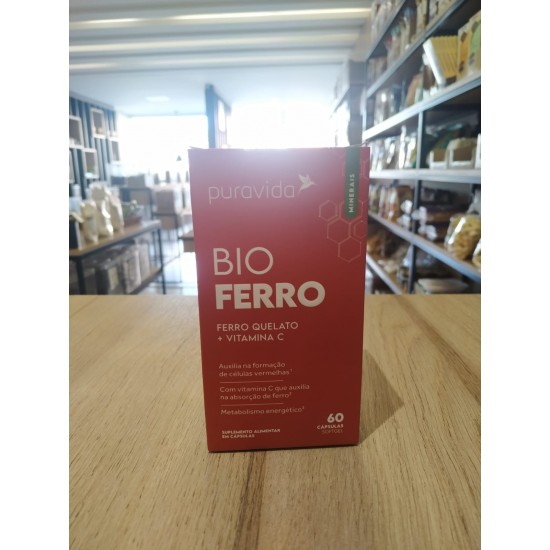 puravida
MINERAIS
BIO
FERRO
FERRO QUELATO
+ VITAMINA C
Auxilia na formação
de células vermelhas¹
Com vitamina C que auxilia
na absorção de ferro²
Metabolismo energético³
SUPLEMENTO ALIMENTAR
EM CÁPSULAS
60
CÁPSULAS